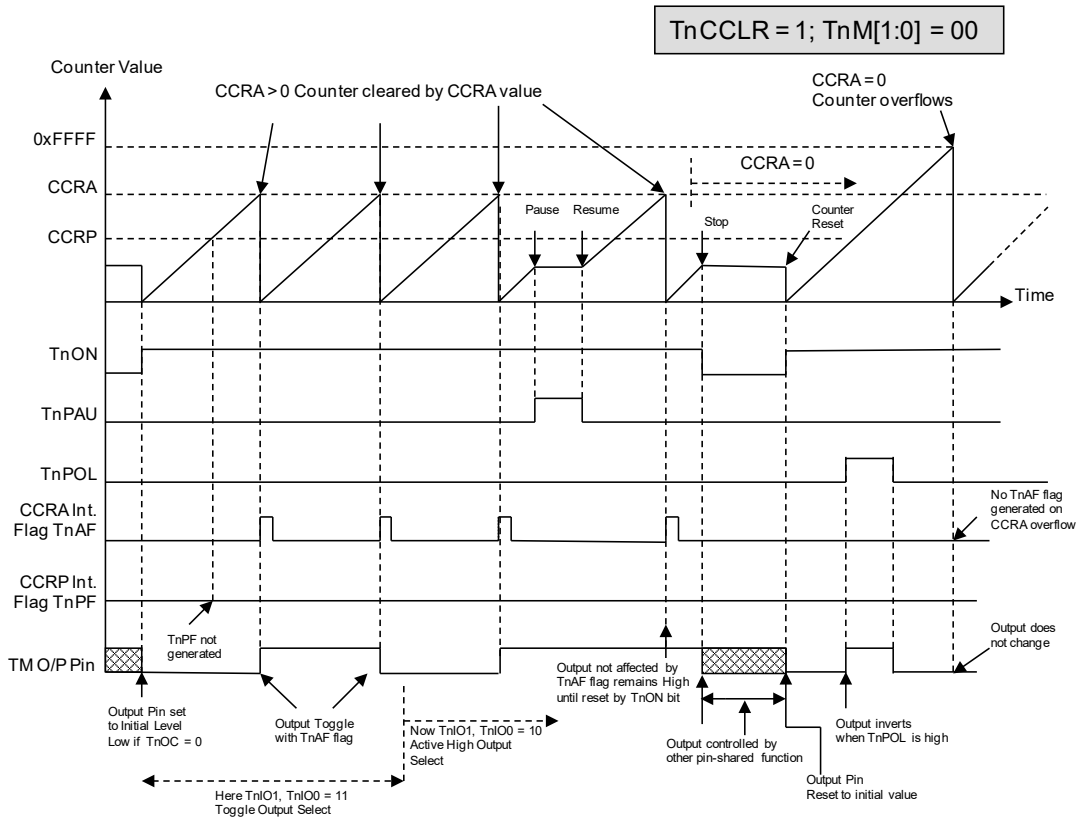 TnCCLR = 1; TnM[1:0] = 00
Counter Value
CCRA > 0 Counter cleared by CCRA value
CCRA = 0
Counter overflows
0xFFFF
CCRA = 0
CCRA
Pause
Resume
Stop
Counter
Reset
CCRP
Time
TnON
TnPAU
TnPOL
No TnAF flag
generated on
CCRA overflow
CCRA Int.
Flag TnAF
CCRP Int.
Flag TnPF
TnPF not
generated
Output does
not change
TM O/P Pin
Output not affected by
TnAF flag remains High
until reset by TnON bit
Output Pin set
to Initial Level
Low if TnOC = 0
Output Toggle
with TnAF flag
Now TnIO1, TnIO0 = 10
Active High Output
Select
Output inverts
when TnPOL is high
Output controlled by
other pin-shared function
Output Pin
Reset to initial value
Here TnIO1, TnIO0 = 11
Toggle Output Select